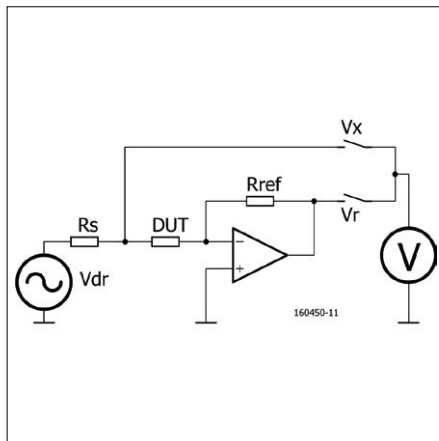 Vx
Rref
Rs
DUT
Vr
−
+
V
Vdr
160450-11